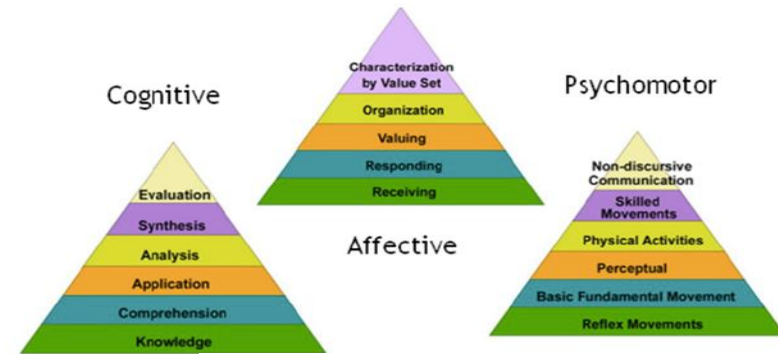 Cognitive
Evaluation
Synthesis
Analysis
Application
Comprehension
Knowledge
Characterization
by Value Set
Organization
Valuing
Responding
Receiving
Affective
Psychomotor
Non-discursive
Communication
Skilled
Movements
Physical Activities
Perceptual
Basic Fundamental Movement
Reflex Movements